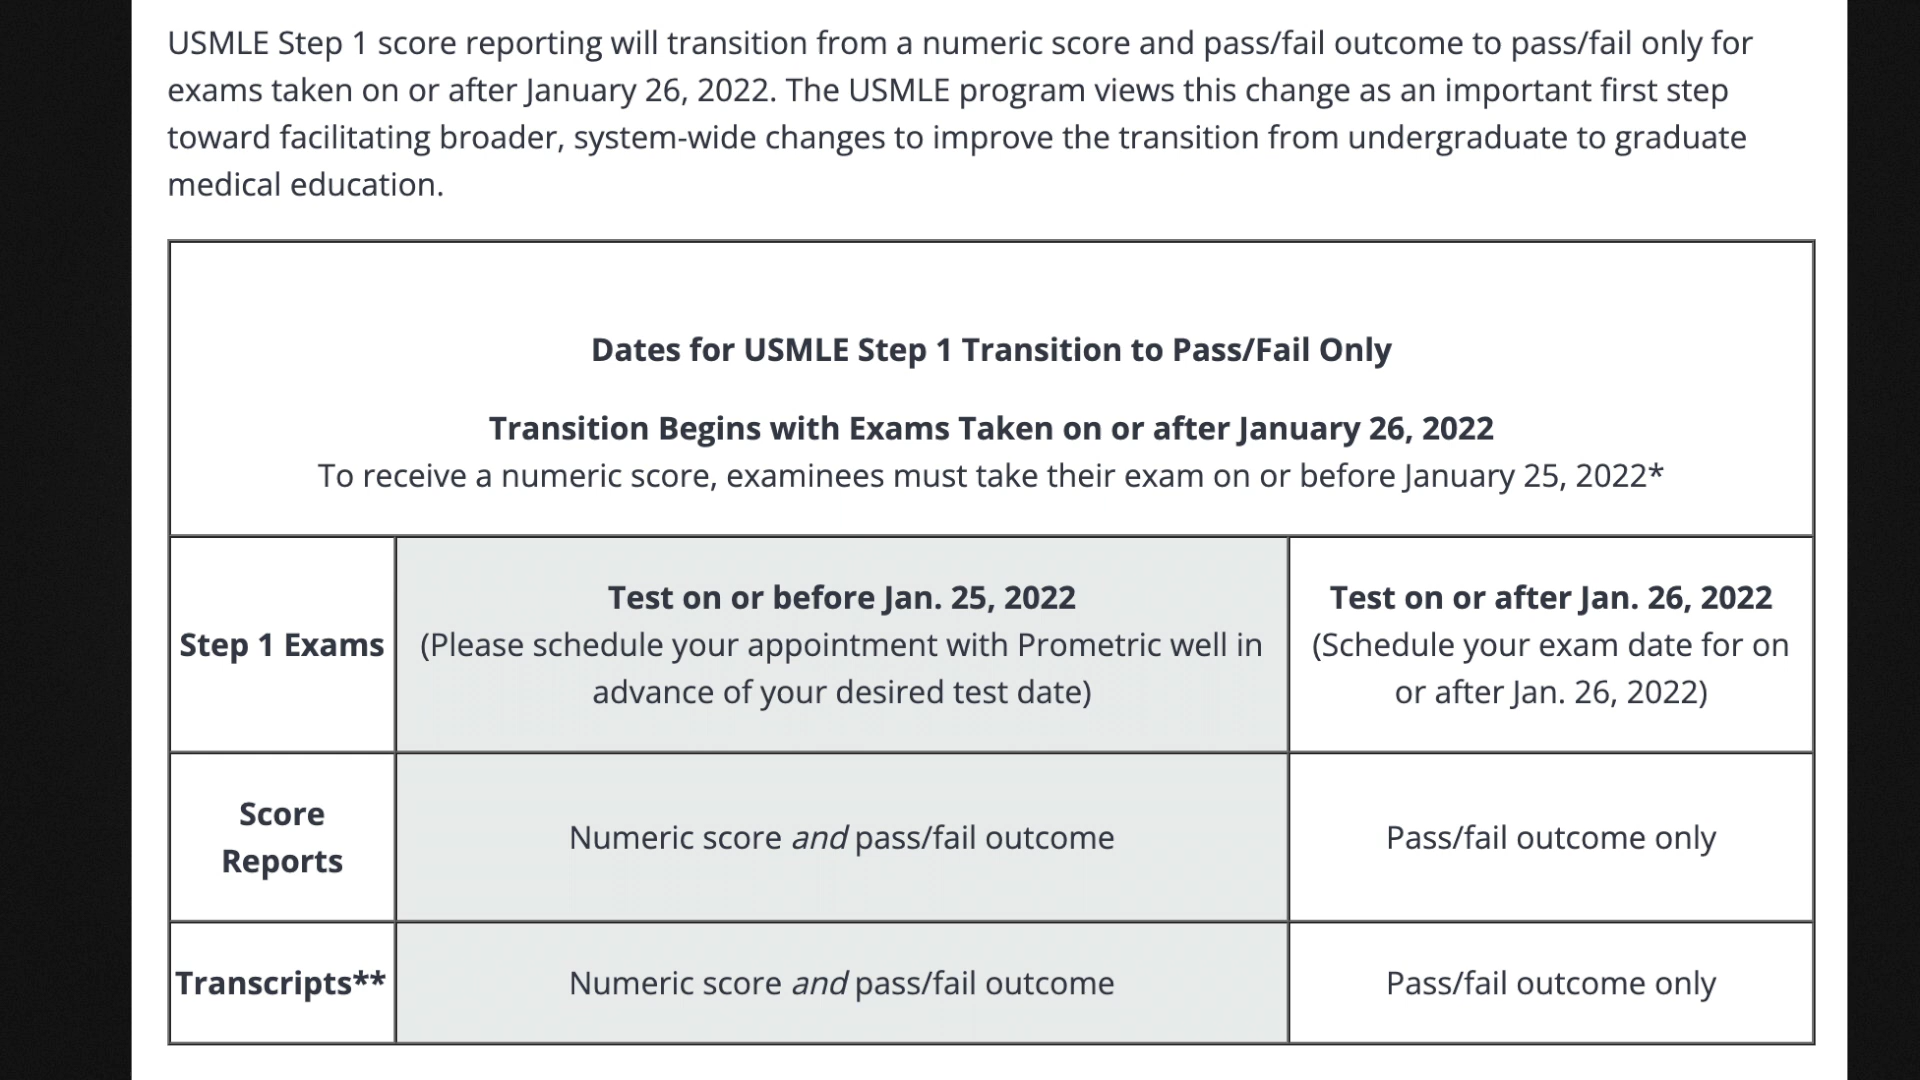 USMLE Step 1 score reporting will transition from a numeric score and pass/fail outcome to pass/fail only for
exams taken on or after January 26, 2022. The USMLE program views this change as an important first step
toward facilitating broader, system-wide changes to improve the transition from undergraduate to graduate
medical education.
Dates for USMLE Step 1 Transition to Pass/Fail Only
Transition Begins with Exams Taken on or after January 26, 2022
To receive a numeric score, examinees must take their exam on or before January 25, 2022*
Step 1 Exams
Test on or before Jan. 25, 2022
(Please schedule your appointment with Prometric well in
advance of your desired test date)
Test on or after Jan. 26, 2022
(Schedule your exam date for on
or after Jan. 26, 2022)
Score
Reports
Numeric score and pass/fail outcome
Pass/fail outcome only
Transcripts**
Numeric score and pass/fail outcome
Pass/fail outcome only